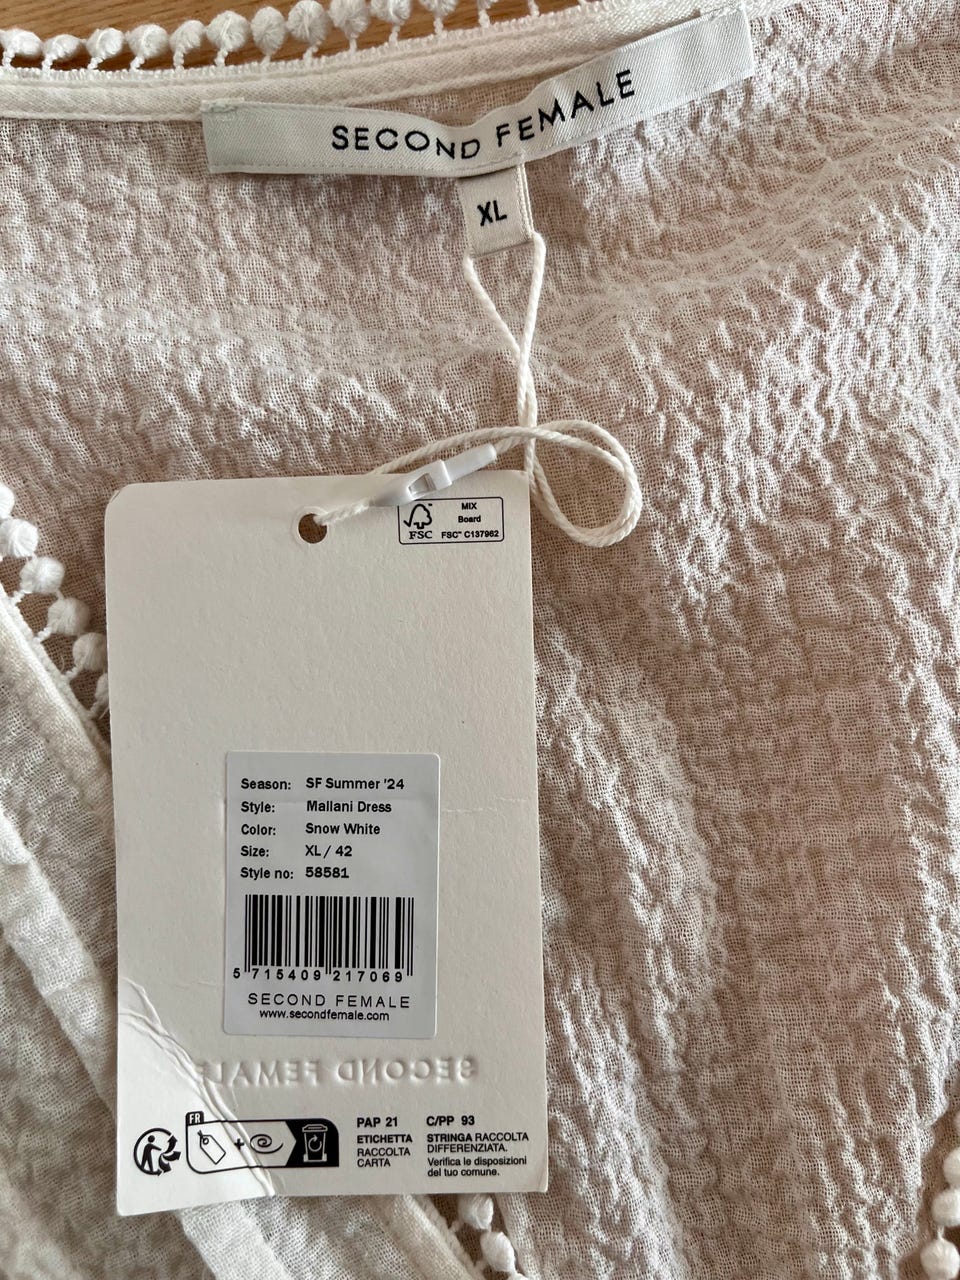 SECOND FEMALE
XL
MIX
Board
FSC
FSC™ C137962
Season: SF Summer '24
Style: Mallani Dress
Color: Snow White
Size: XL / 42
Style no: 58581
5 715409 217069
SECOND FEMALE
www.secondfemale.com
SECOND FEMALE
FR
PAP 21
ETICHETTA
RACCOLTA
CARTA
C/PP 93
STRINGA RACCOLTA
DIFFERENZIATA.
Verifica le disposizioni
del tuo comune.